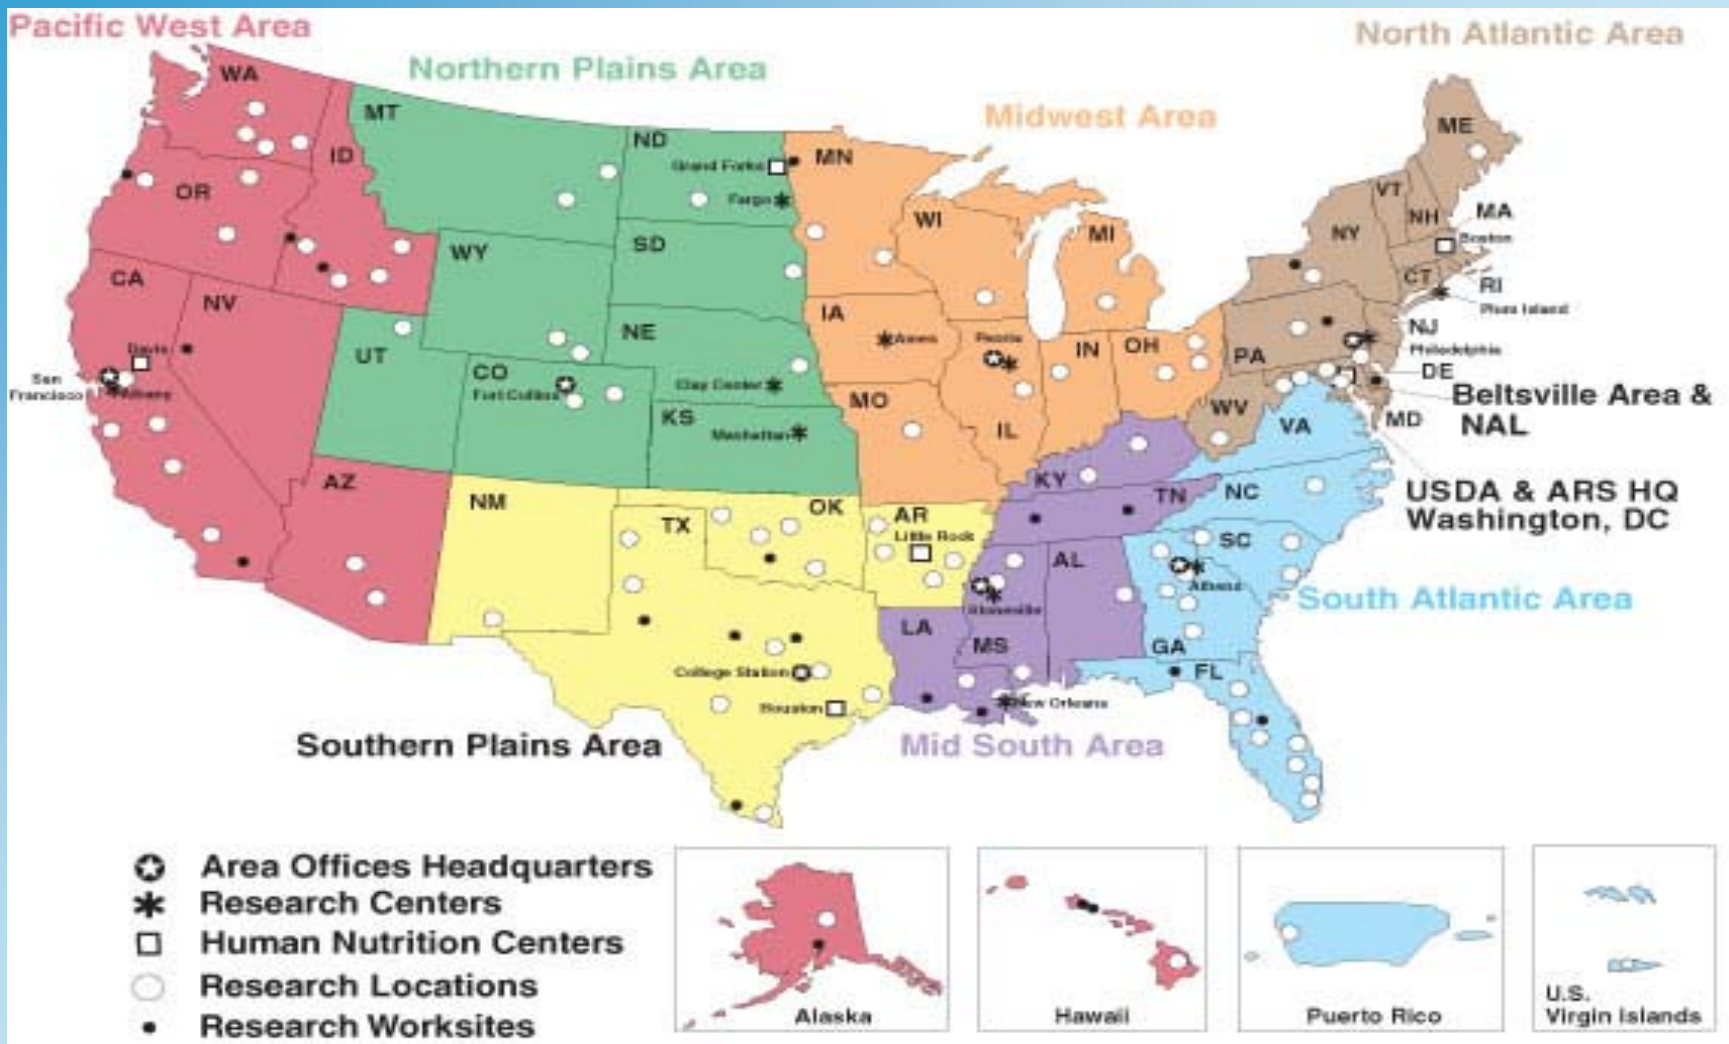 Pacific West Area
North Atlantic Area
Northern Plains Area
Midwest Area
WA
MT
ND
MN
ME
ID
Grand Forks
OR
Fargo
WI
MI
VT
NH
MA
NY
Boston
WY
SD
CT
RI
Plum Island
CA
NV
IA
Ames
Peoria
IN
OH
NJ
Philadelphia
NE
UT
PA
Davis
San
Francisco
Albany
CO
Fort Collins
Clay Center
DE
Beltsville Area &
NAL
MO
WV
VA
MD
KS
Manhattan
IL
KY
AZ
NM
TX
OK
AR
Little Rock
TN
NC
USDA & ARS HQ
Washington, DC
SC
AL
Athens
Stoneville
South Atlantic Area
LA
MS
GA
FL
College Station
Houston
New Orleans
Southern Plains Area
Mid South Area
Area Offices Headquarters
Research Centers
Human Nutrition Centers
Research Locations
Research Worksites
Alaska
Hawaii
Puerto Rico
U.S.
Virgin Islands